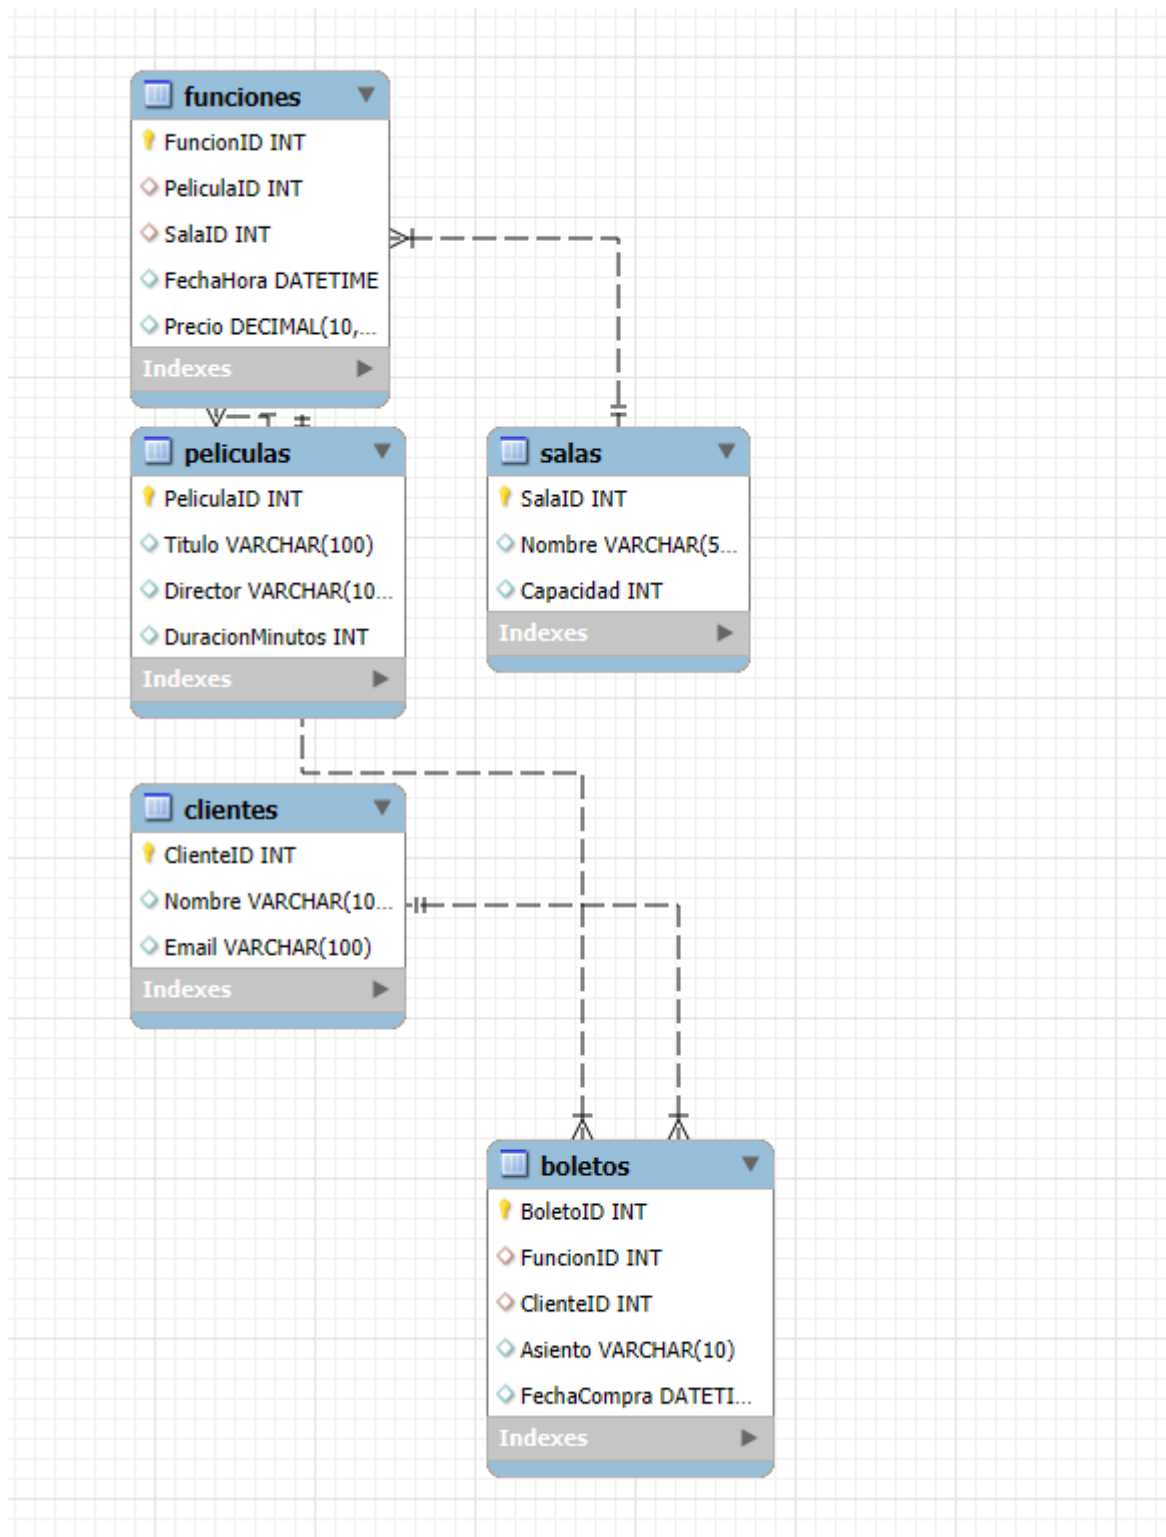 funciones
FuncionID INT
PeliculaID INT
SalaID INT
FechaHora DATETIME
Precio DECIMAL(10,...
Indexes
peliculas
PeliculaID INT
Titulo VARCHAR(100)
Director VARCHAR(10...
DuracionMinutos INT
Indexes
salas
SalaID INT
Nombre VARCHAR(5...
Capacidad INT
Indexes
clientes
ClienteID INT
Nombre VARCHAR(10...
Email VARCHAR(100)
Indexes
boletos
BoletoID INT
FuncionID INT
ClienteID INT
Asiento VARCHAR(10)
FechaCompra DATETI...
Indexes